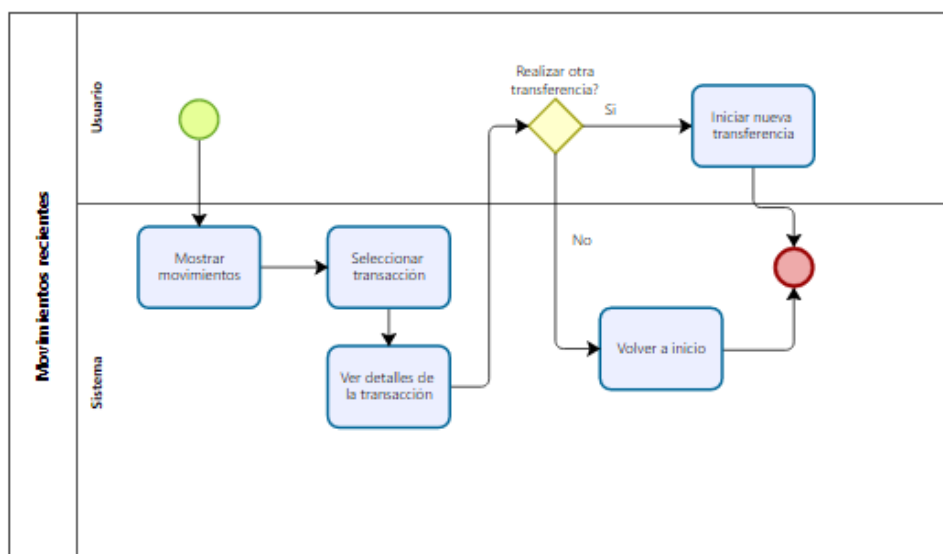 Movimientos recientes
Usuario
Realizar otra
transferencia?
Si
Iniciar nueva
transferencia
Sistema
Mostrar
movimientos
Seleccionar
transacción
No
Ver detalles de
la transacción
Volver a inicio